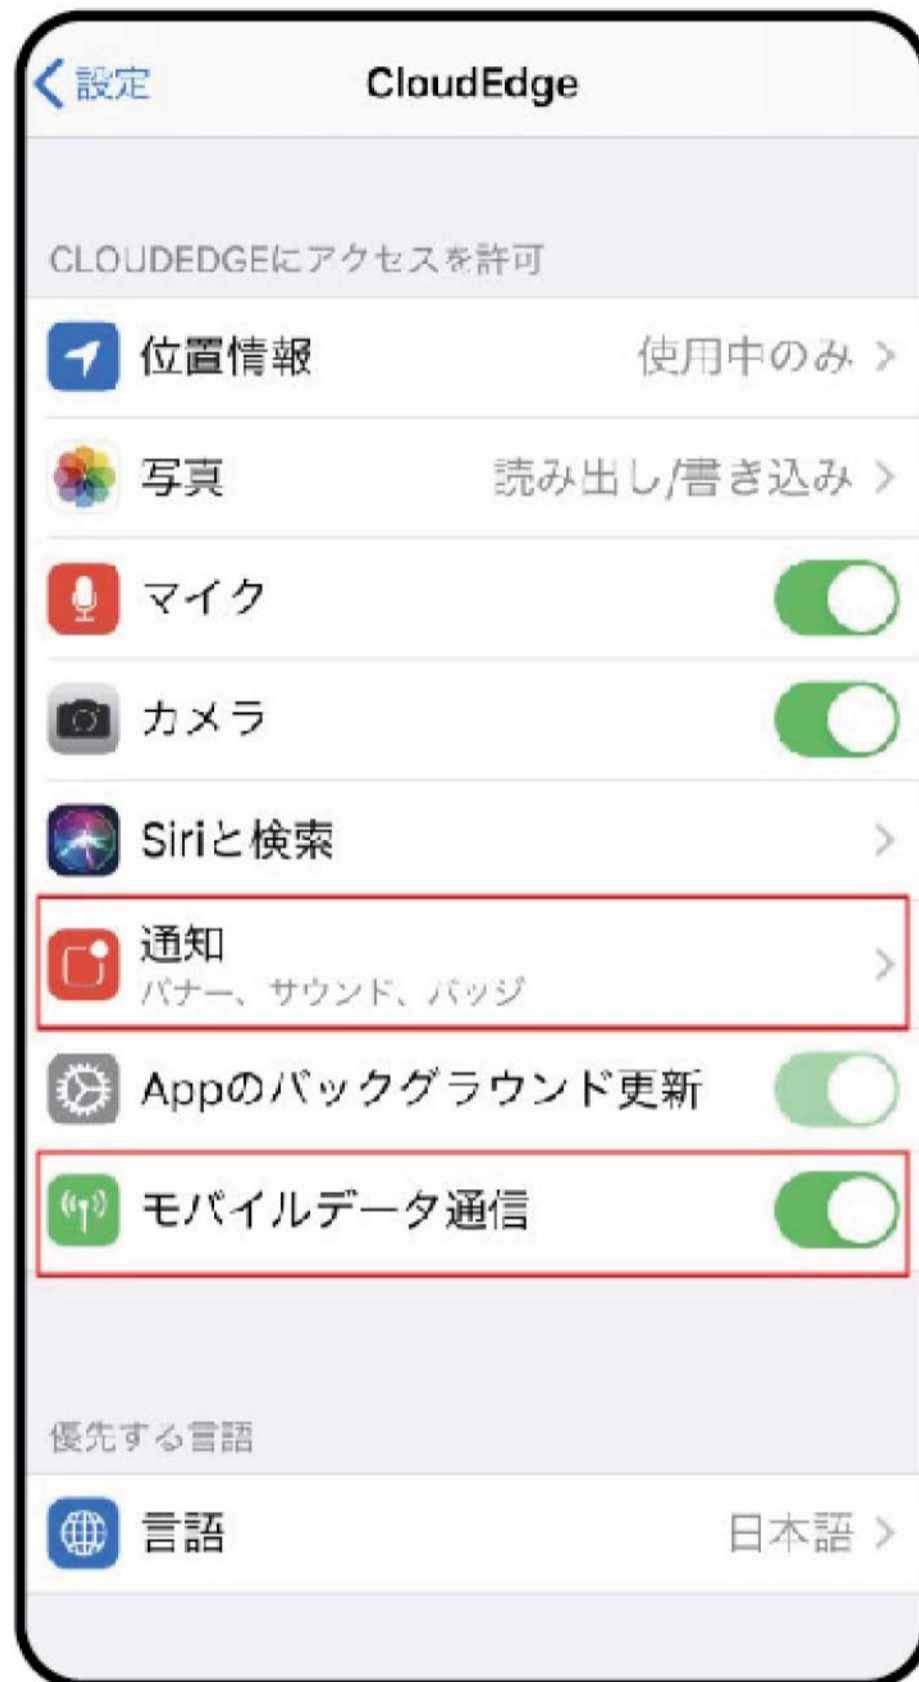 設定 CloudEdge
CLOUDEDGEにアクセスを許可
位置情報 使用中のみ
写真 読み出し/書き込み
マイク
カメラ
Siriと検索
通知
バナー、サウンド、バッジ
Appのバックグラウンド更新
モバイルデータ通信
優先する言語
言語 日本語